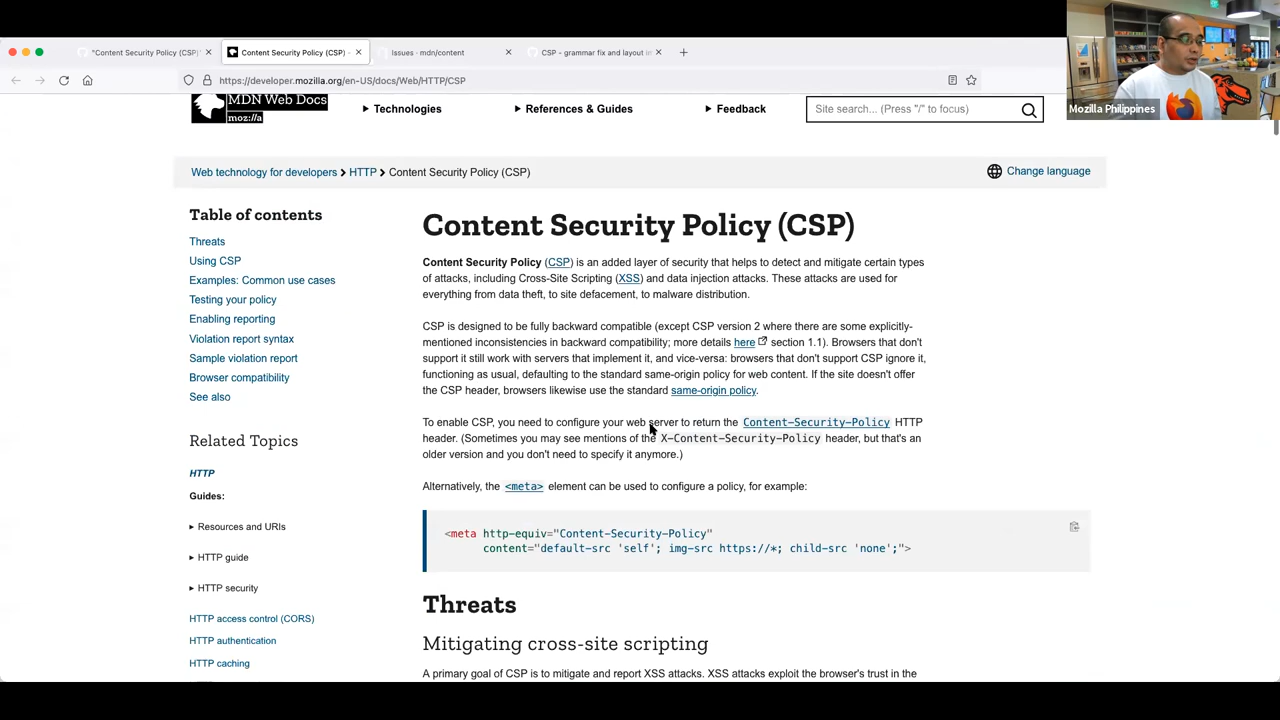 "Content Security Policy (CSP)"
Content Security Policy (CSP) -
Issues · mdn/content
CSP - grammar fix and layout im
https://developer.mozilla.org/en-US/docs/Web/HTTP/CSP
Mozilla Philippines
MDN Web Docs
moz://a
Technologies
References & Guides
Feedback
Site search... (Press "/" to focus)
Web technology for developers
HTTP
Content Security Policy (CSP)
Change language
Table of contents
Threats
Using CSP
Examples: Common use cases
Testing your policy
Enabling reporting
Violation report syntax
Sample violation report
Browser compatibility
See also
Related Topics
HTTP
Guides:
Resources and URIs
HTTP guide
HTTP security
HTTP access control (CORS)
HTTP authentication
HTTP caching
Content Security Policy (CSP)
Content Security Policy (CSP) is an added layer of security that helps to detect and mitigate certain types
of attacks, including Cross-Site Scripting (XSS) and data injection attacks. These attacks are used for
everything from data theft, to site defacement, to malware distribution.
CSP is designed to be fully backward compatible (except CSP version 2 where there are some explicitly-
mentioned inconsistencies in backward compatibility; more details here section 1.1). Browsers that don't
support it still work with servers that implement it, and vice-versa: browsers that don't support CSP ignore it,
functioning as usual, defaulting to the standard same-origin policy for web content. If the site doesn't offer
the CSP header, browsers likewise use the standard same-origin policy.
To enable CSP, you need to configure your web server to return the Content-Security-Policy HTTP
header. (Sometimes you may see mentions of the X-Content-Security-Policy header, but that's an
older version and you don't need to specify it anymore.)
Alternatively, the <meta> element can be used to configure a policy, for example:
<meta http-equiv="Content-Security-Policy"
content="default-src 'self'; img-src https://*; child-src 'none';">
Threats
Mitigating cross-site scripting
A primary goal of CSP is to mitigate and report XSS attacks. XSS attacks exploit the browser's trust in the